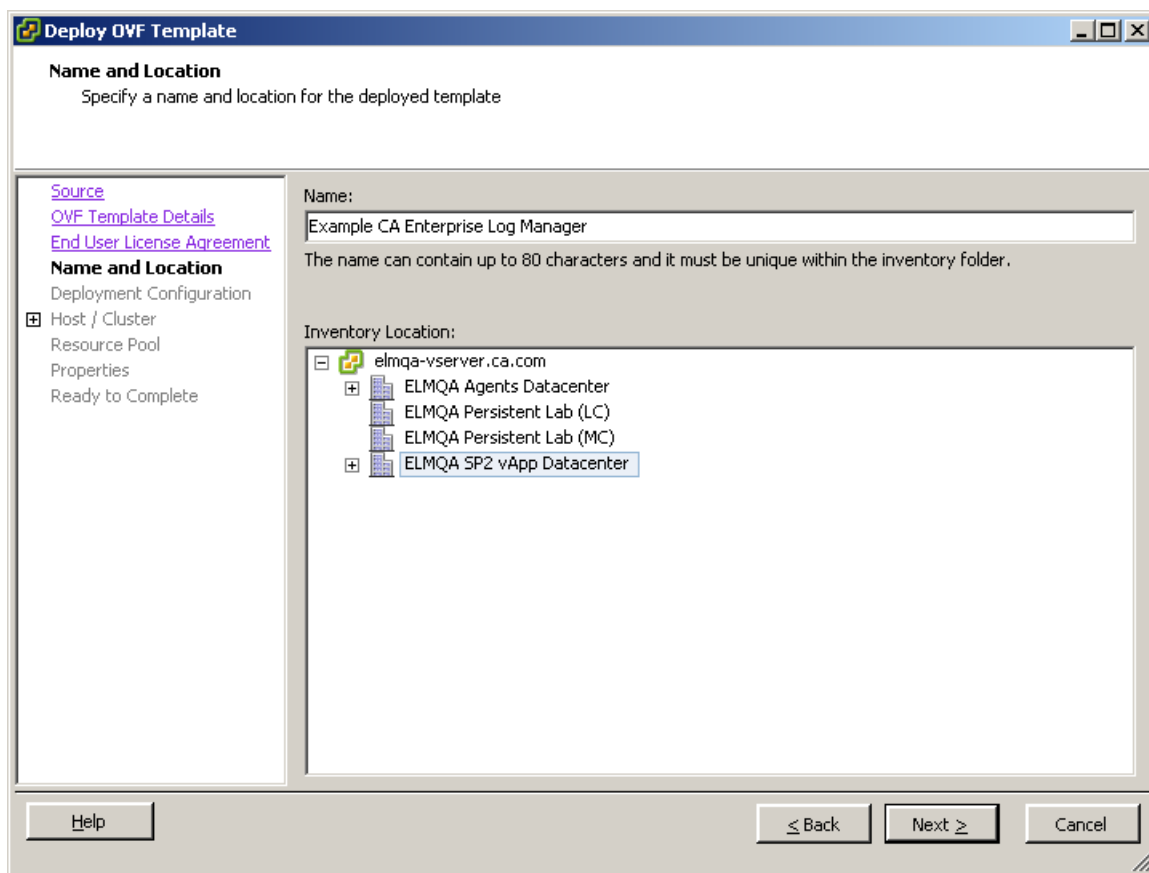 Deploy OVF Template
Name and Location
Specify a name and location for the deployed template
Source
OVF Template Details
End User License Agreement
Name and Location
Deployment Configuration
Host / Cluster
Resource Pool
Properties
Ready to Complete
Name:
Example CA Enterprise Log Manager
The name can contain up to 80 characters and it must be unique within the inventory folder.
Inventory Location:
elmqa-vserver.ca.com
ELMQA Agents Datacenter
ELMQA Persistent Lab (LC)
ELMQA Persistent Lab (MC)
ELMQA SP2 vApp Datacenter
Help
< Back
Next >
Cancel